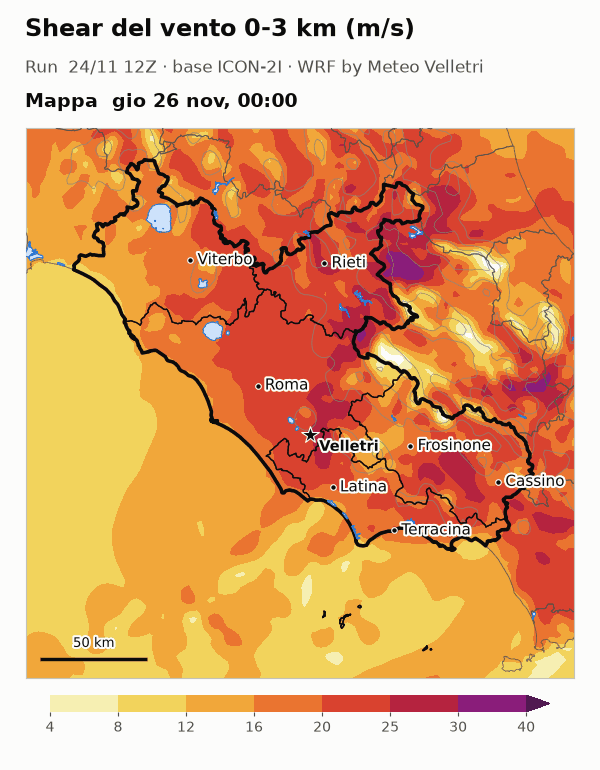 Shear del vento 0-3 km (m/s)
Run  24/11 12Z · base ICON-2I · WRF by Meteo Velletri
Mappa  gio 26 nov, 00:00
Viterbo
Rieti
Roma
Velletri
Frosinone
Latina
Cassino
Terracina
50 km
4 8 12 16 20 25 30 40